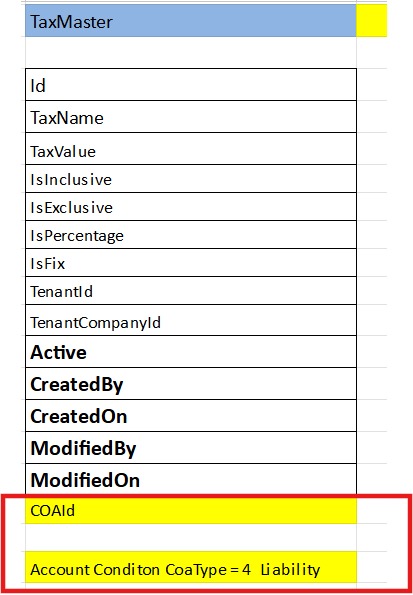 TaxMaster
Id
TaxName
TaxValue
IsInclusive
IsExclusive
IsPercentage
IsFix
TenantId
TenantCompanyId
Active
CreatedBy
CreatedOn
ModifiedBy
ModifiedOn
COAId
Account Conditon CoaType = 4 Liability